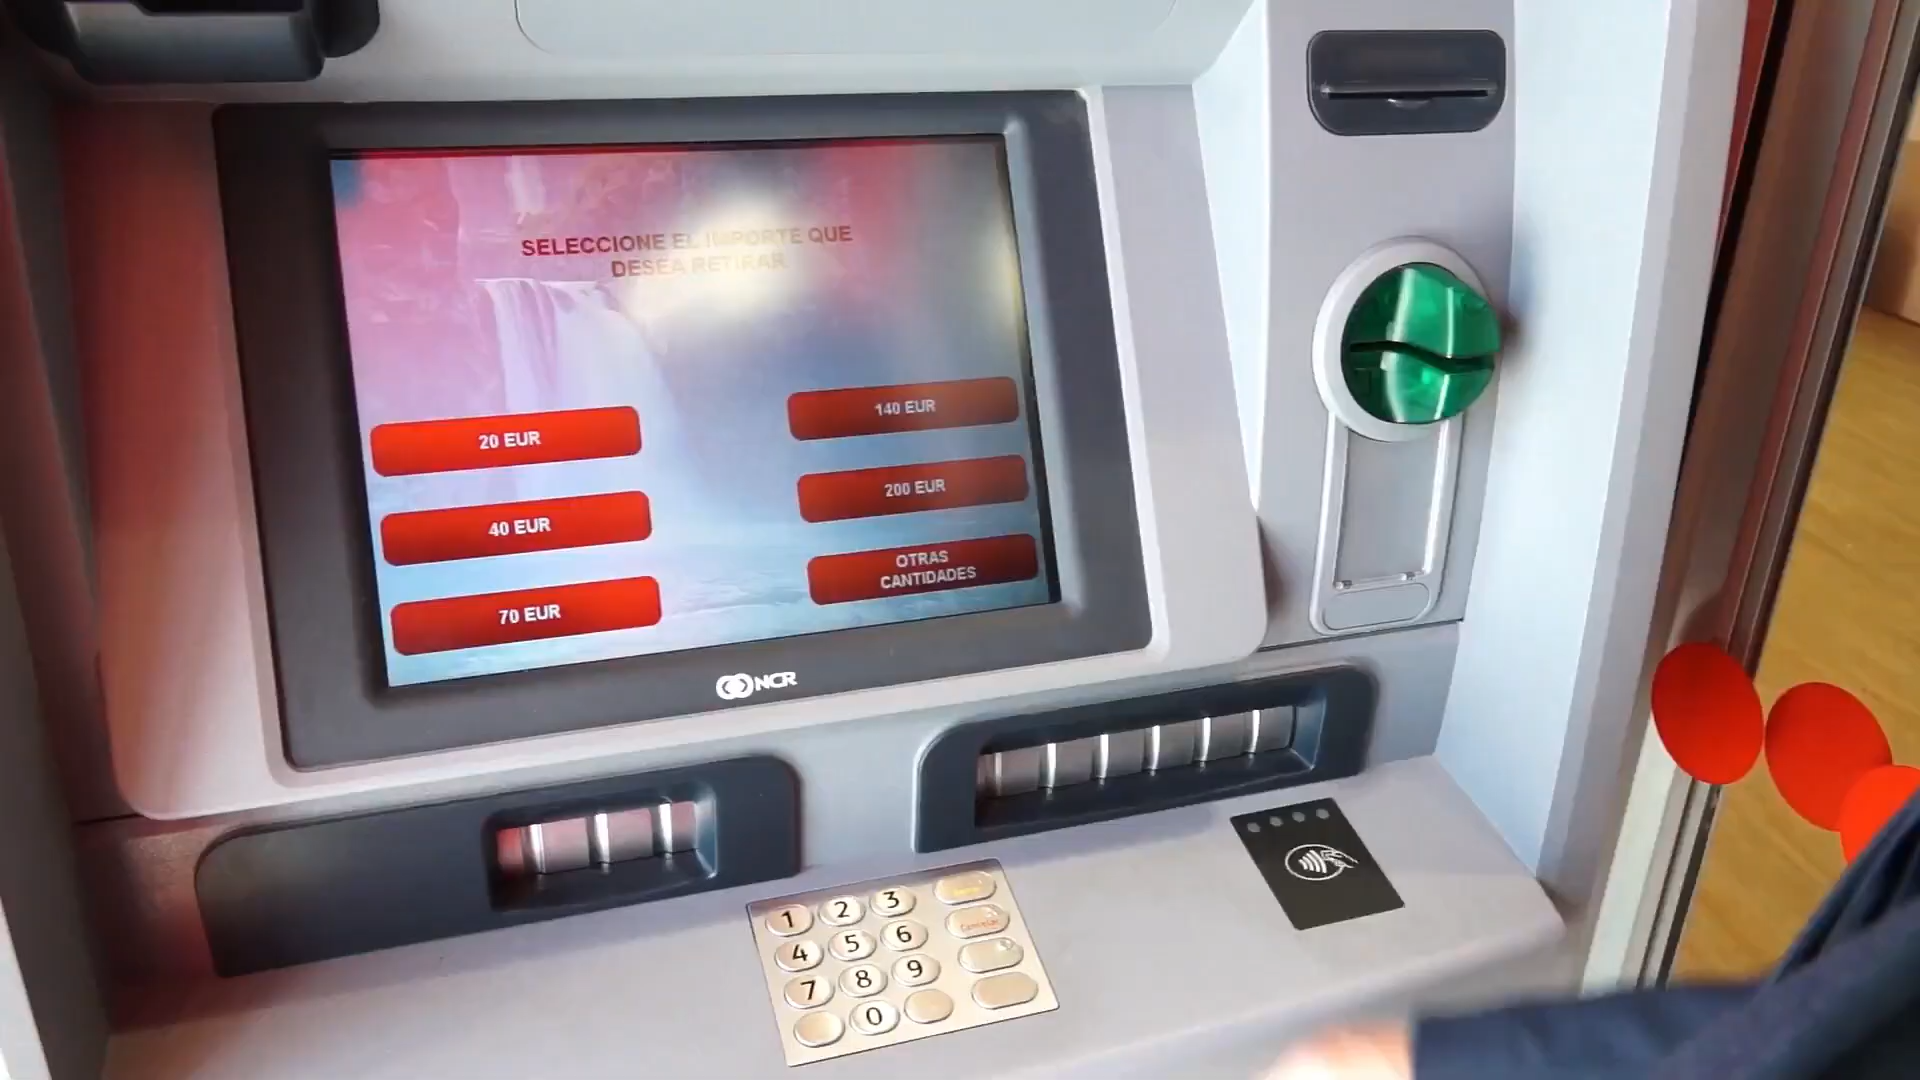 SELECCIONE EL IMPORTE QUE
DESEA RETIRAR
20 EUR
140 EUR
40 EUR
200 EUR
70 EUR
OTRAS
CANTIDADES
NCR
1 2 3
4 5 6
Cancelar
7 8 9
0